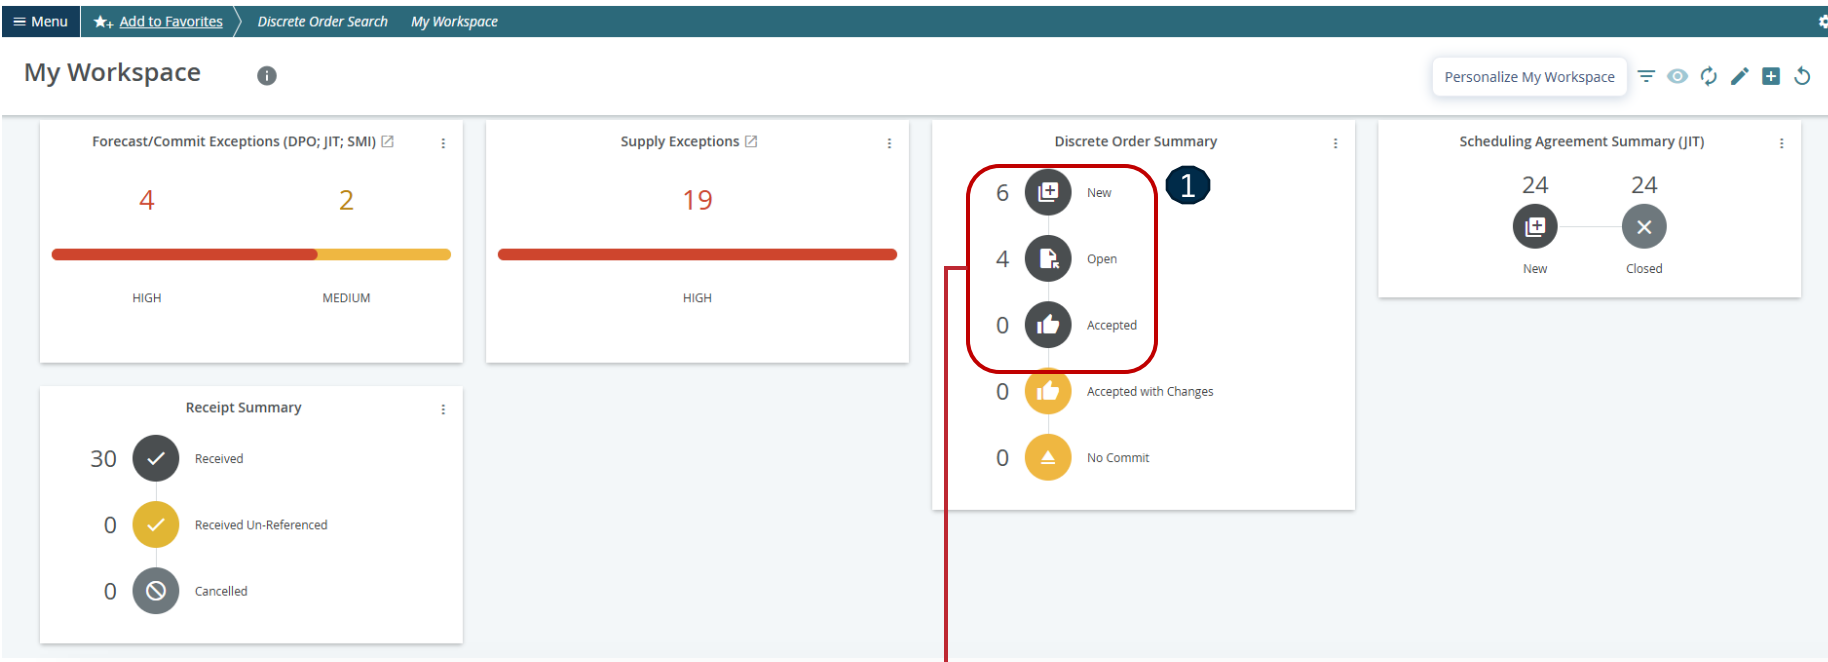 Menu Add to Favorites Discrete Order Search My Workspace
My Workspace
Personalize My Workspace
Forecast/Commit Exceptions (DPO; JIT; SMI)
4 2
HIGH MEDIUM
Supply Exceptions
19
HIGH
Discrete Order Summary
6 New
1
4 Open
0 Accepted
0 Accepted with Changes
0 No Commit
Scheduling Agreement Summary (JIT)
24 24
New Closed
Receipt Summary
30 Received
0 Received Un-Referenced
0 Cancelled